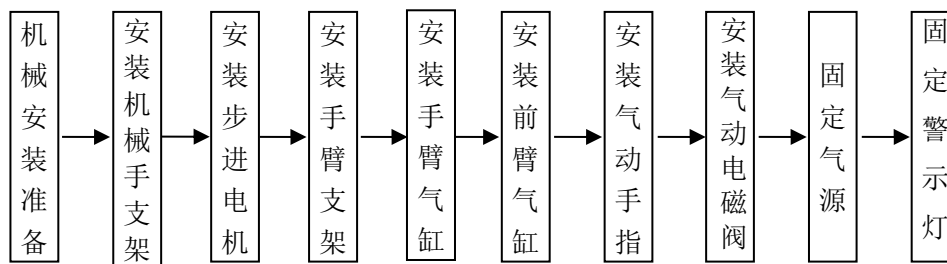 机械安装准备
安装机械手支架
安装步进电机
安装手臂支架
安装手臂气缸
安装前臂气缸
安装气动手指
安装气动电磁阀
固定气源
固定警示灯